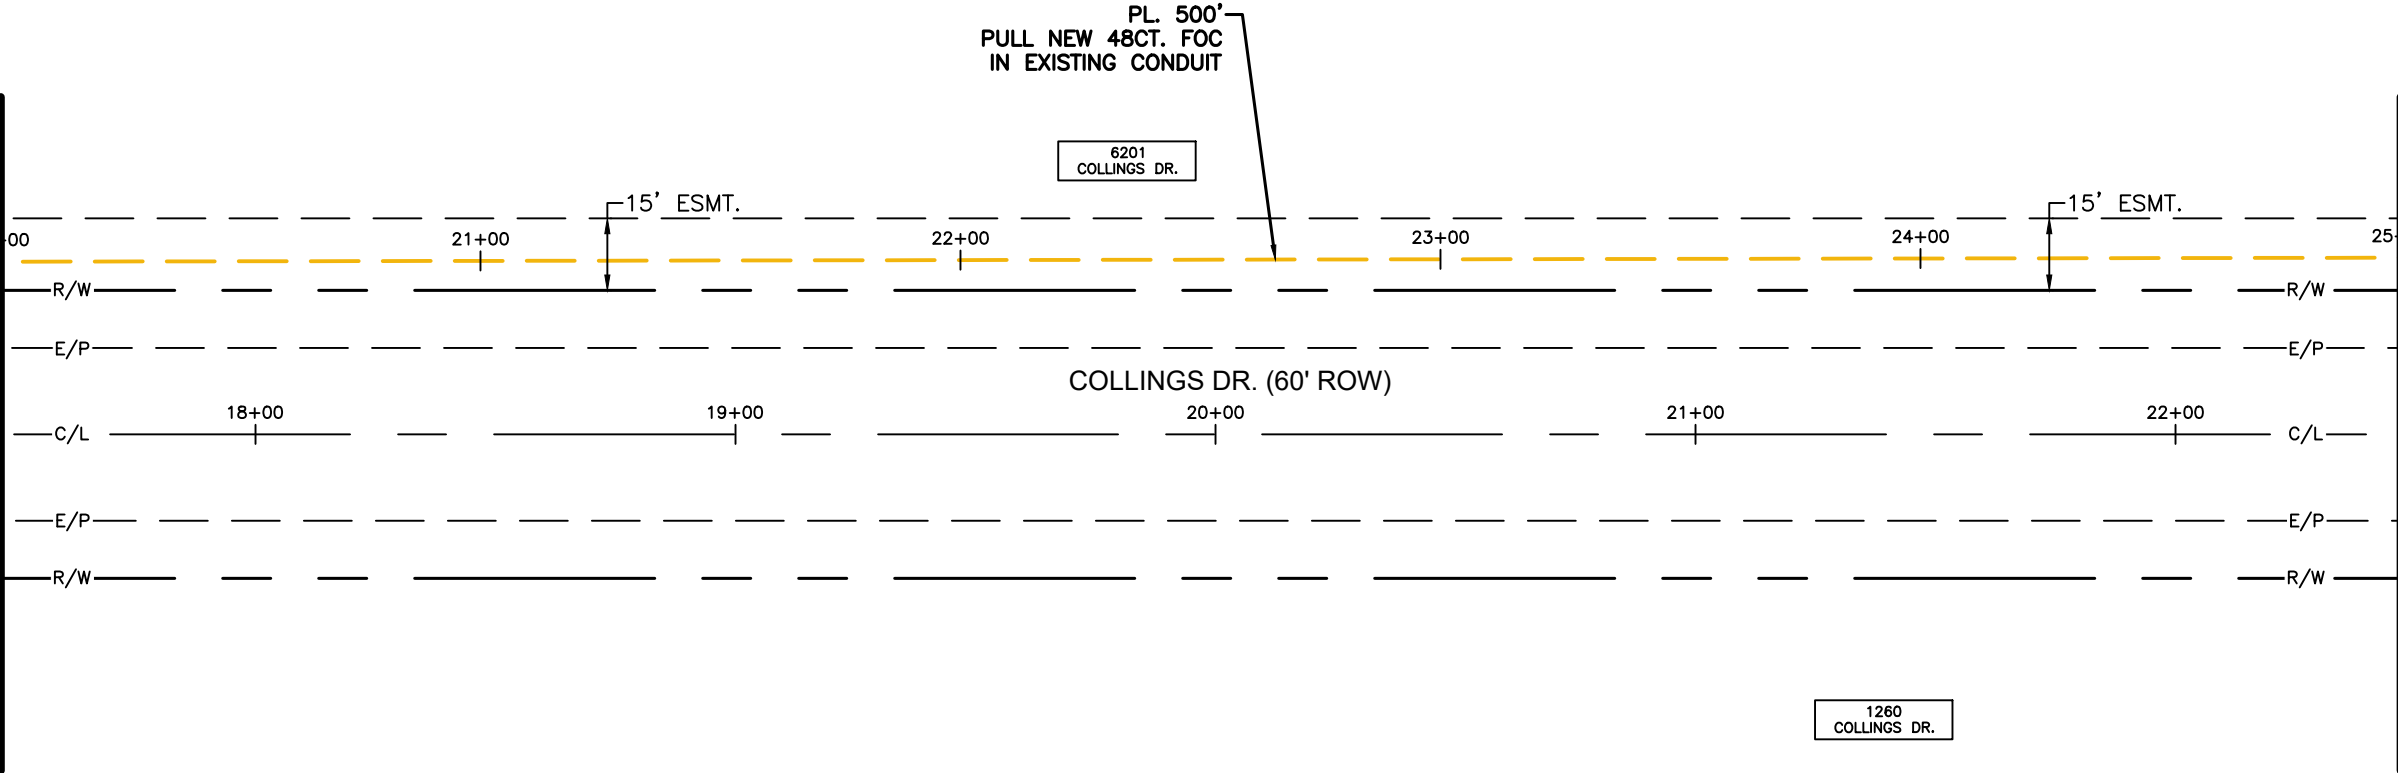 PL. 500'
PULL NEW 48CT. FOC
IN EXISTING CONDUIT
6201
COLLINGS DR.
15' ESMT.
15' ESMT.
21+00
22+00
23+00
24+00
R/W
R/W
E/P
E/P
COLLINGS DR. (60' ROW)
18+00
19+00
20+00
21+00
22+00
C/L
C/L
E/P
E/P
R/W
R/W
1260
COLLINGS DR.